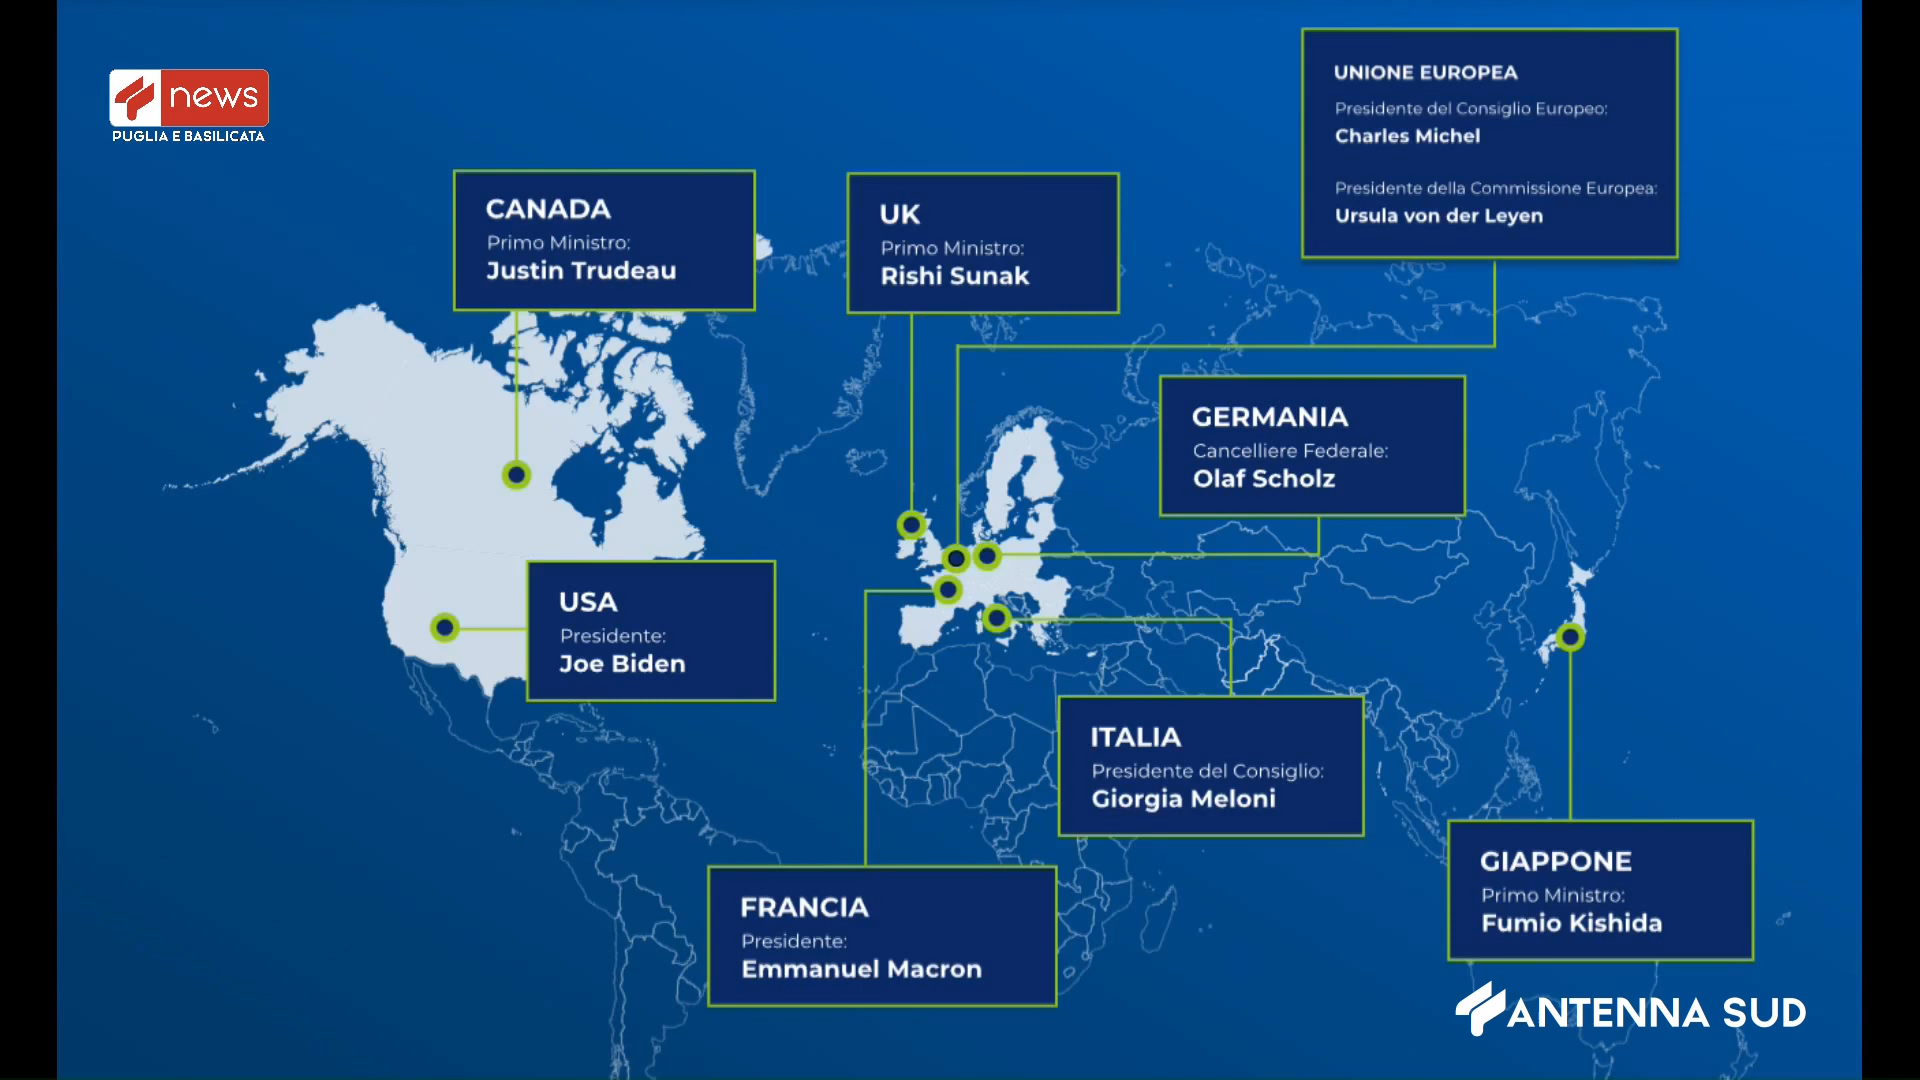 news
PUGLIA E BASILICATA
UNIONE EUROPEA
Presidente del Consiglio Europeo:
Charles Michel
Presidente della Commissione Europea:
Ursula von der Leyen
CANADA
Primo Ministro:
Justin Trudeau
UK
Primo Ministro:
Rishi Sunak
GERMANIA
Cancelliere Federale:
Olaf Scholz
USA
Presidente:
Joe Biden
ITALIA
Presidente del Consiglio:
Giorgia Meloni
FRANCIA
Presidente:
Emmanuel Macron
GIAPPONE
Primo Ministro:
Fumio Kishida
ANTENNA SUD